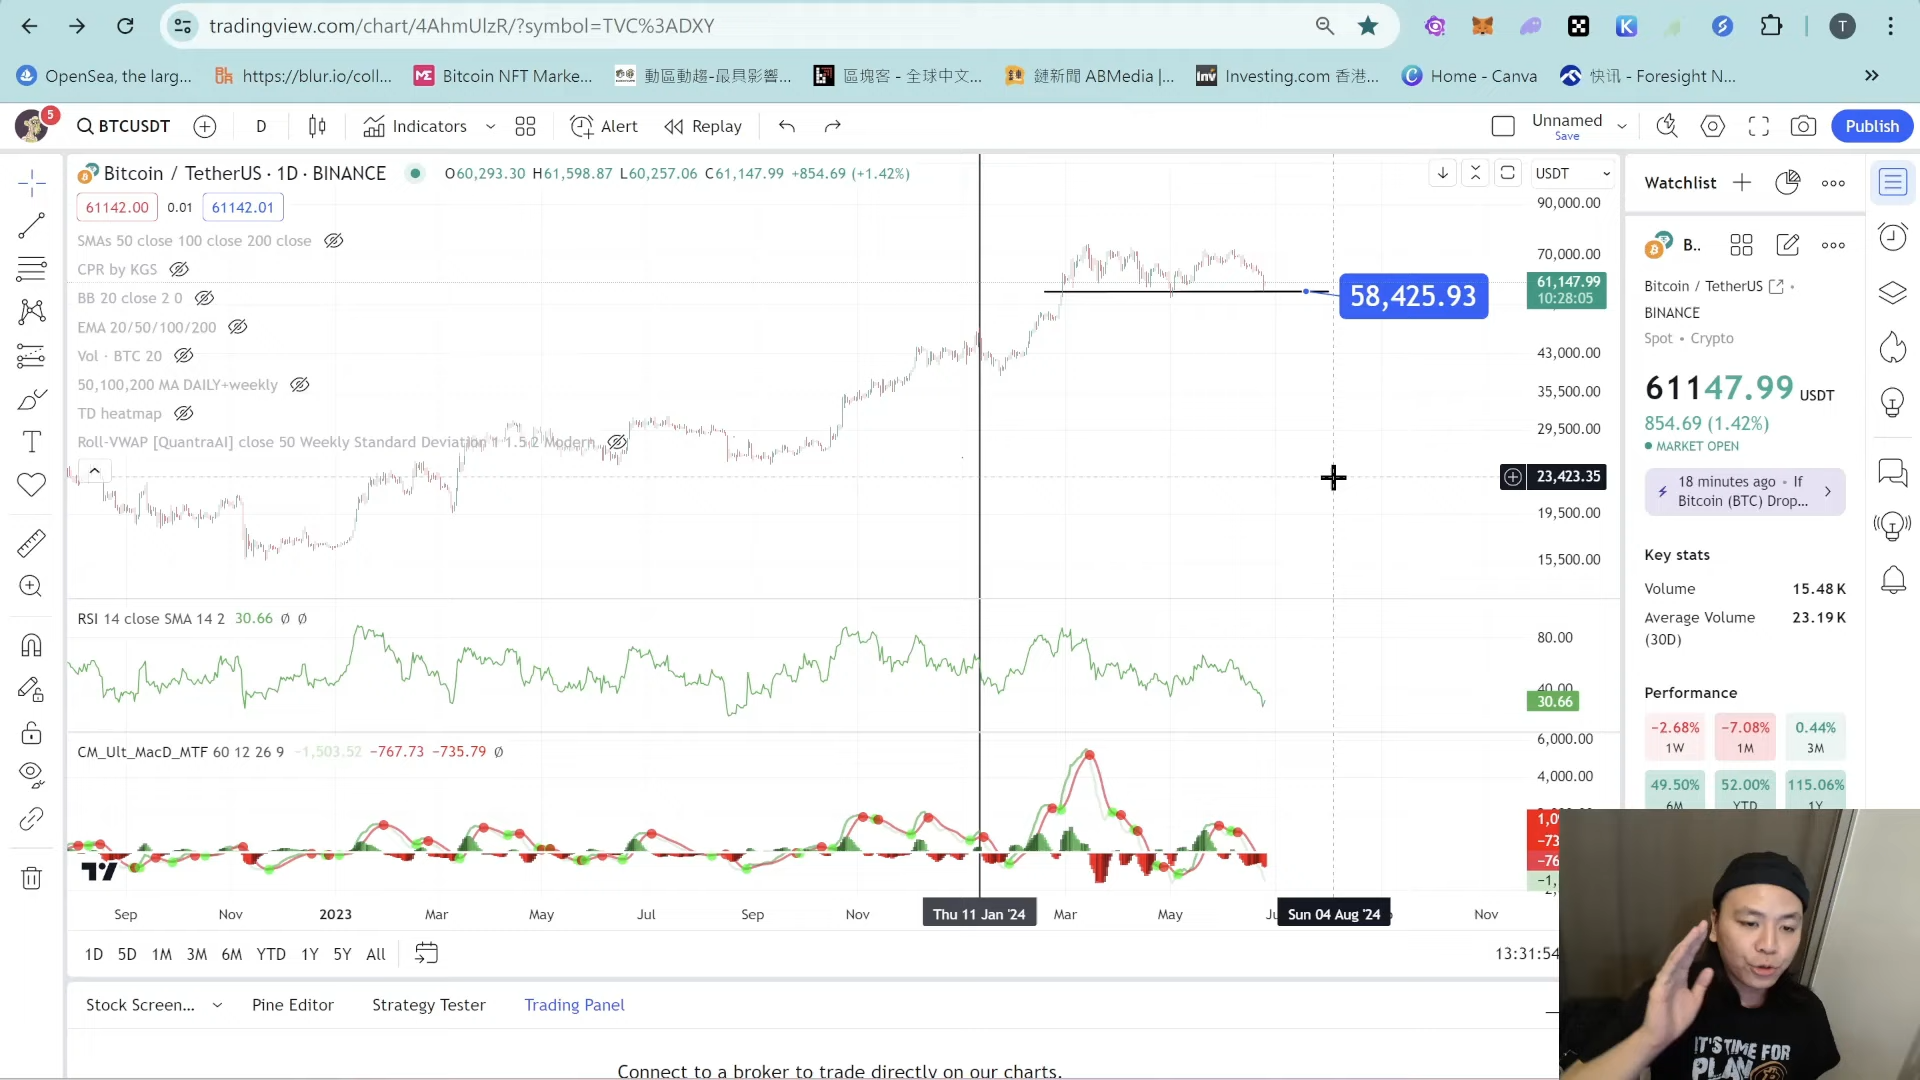 tradingview.com/chart/4AhmUlzR/?symbol=TVC%3ADXY
T
OpenSea, the larg...
https://blur.io/coll...
ME
Bitcoin NFT Marke...
動區動趨-最具影響...
區塊客 - 全球中文...
鏈新聞 ABMedia |...
Inv
Investing.com 香港...
Home - Canva
快讯 - Foresight N...
5
BTCUSDT
D
Indicators
Alert
Replay
Unnamed
Save
Publish
Bitcoin / TetherUS · 1D · BINANCE
O60,293.30 H61,598.87 L60,257.06 C61,147.99 +854.69 (+1.42%)
USDT
61142.00
0.01
61142.01
SMAs 50 close 100 close 200 close
CPR by KGS
BB 20 close 2 0
EMA 20/50/100/200
Vol · BTC 20
50,100,200 MA DAILY+weekly
TD heatmap
Roll-VWAP [QuantraAI] close 50 Weekly Standard Deviation 1 1.5 2 Modern
58,425.93
90,000.00
70,000.00
61,147.99
10:28:05
43,000.00
35,500.00
29,500.00
23,423.35
19,500.00
15,500.00
RSI 14 close SMA 14 2 30.66 Ø Ø
80.00
40.00
30.66
CM_Ult_MacD_MTF 60 12 26 9 −1,503.52 −767.73 −735.79 Ø
6,000.00
4,000.00
Sep
Nov
2023
Mar
May
Jul
Sep
Nov
Thu 11 Jan '24
Mar
May
Sun 04 Aug '24
Nov
1D
5D
1M
3M
6M
YTD
1Y
5Y
All
Stock Screen...
Pine Editor
Strategy Tester
Trading Panel
Connect to a broker to trade directly on our charts.
Watchlist
B..
Bitcoin / TetherUS
BINANCE
Spot • Crypto
61147.99 USDT
854.69 (1.42%)
MARKET OPEN
18 minutes ago • If
Bitcoin (BTC) Drop...
Key stats
Volume
15.48K
Average Volume
(30D)
23.19K
Performance
−2.68%
1W
−7.08%
1M
0.44%
3M
49.50%
6M
52.00%
YTD
115.06%
1Y
IT'S TIME FOR
PLAN